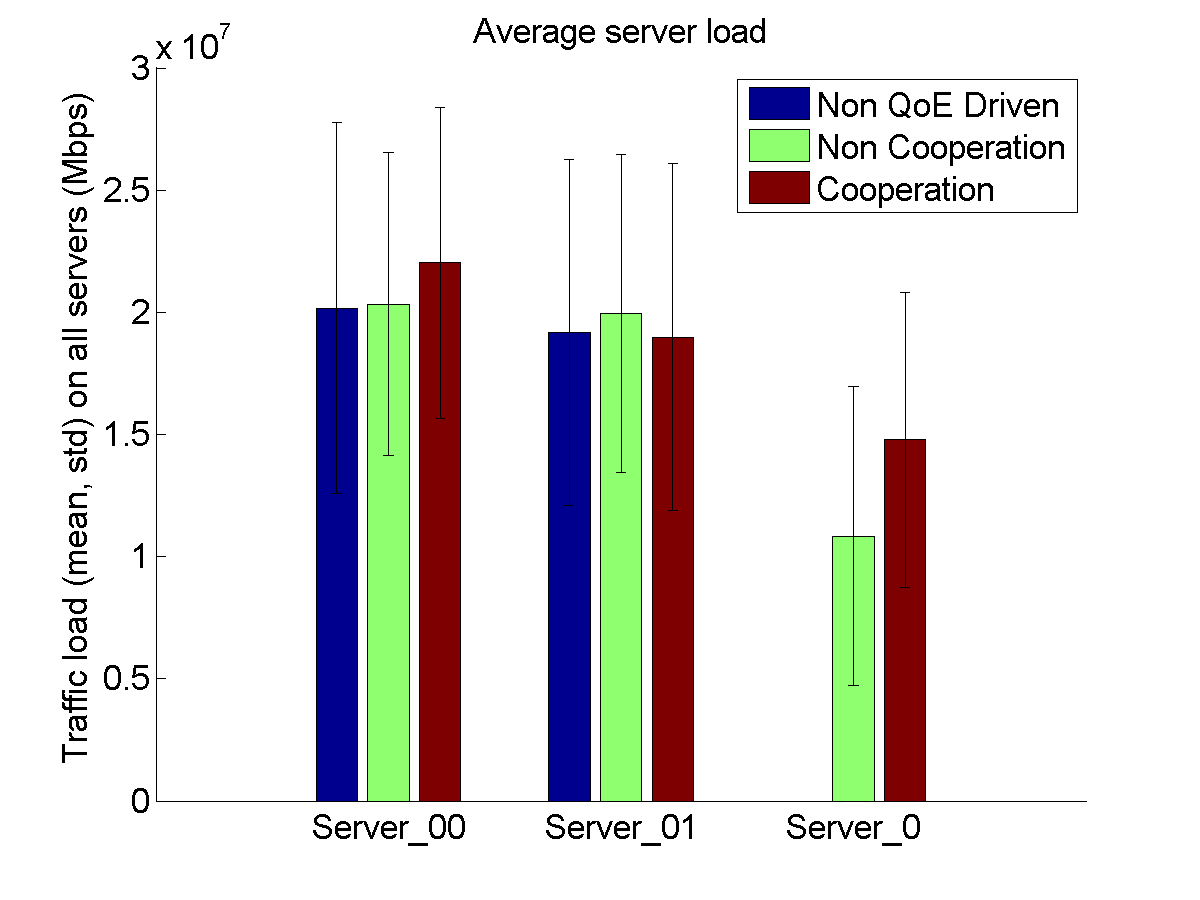 Average server load
x 10^7
Traffic load (mean, std) on all servers (Mbps)
3
2.5
2
1.5
1
0.5
0
Non QoE Driven
Non Cooperation
Cooperation
Server_00 Server_01 Server_0